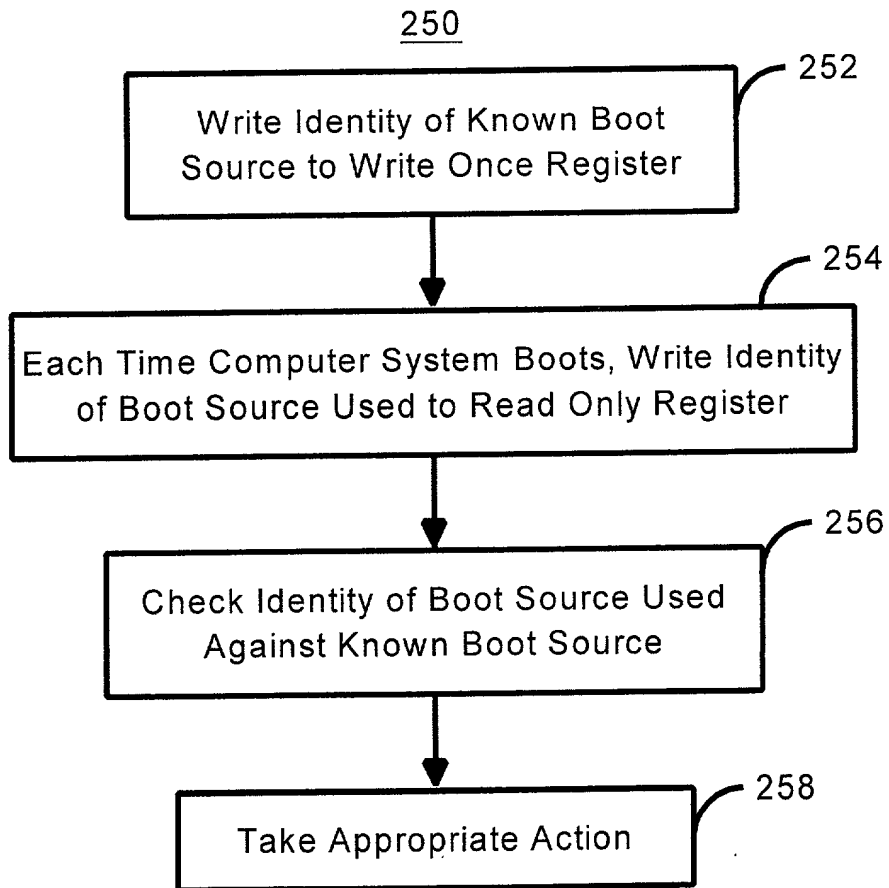 250
252
Write Identity of Known Boot
Source to Write Once Register
254
Each Time Computer System Boots, Write Identity
of Boot Source Used to Read Only Register
256
Check Identity of Boot Source Used
Against Known Boot Source
258
Take Appropriate Action